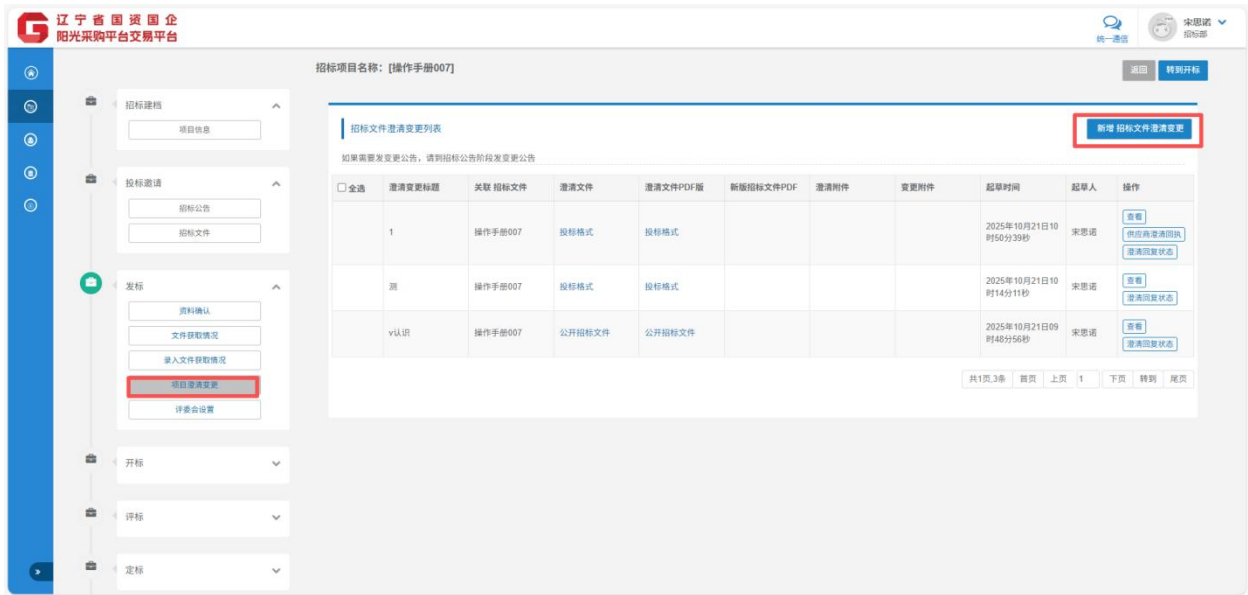 辽宁省国资国企
阳光采购平台交易平台
统一通信
宋思诺
招标部
招标项目名称：[操作手册007]
返回
转到开标
招标建档
项目信息
投标邀请
招标公告
招标文件
发标
资料确认
文件获取情况
录入文件获取情况
项目澄清变更
评委会设置
开标
评标
定标
招标文件澄清变更列表
新增 招标文件澄清变更
如果需要发变更公告，请到招标公告阶段发变更公告
全选 澄清变更标题 关联 招标文件 澄清文件 澄清文件PDF版 新版招标文件PDF 澄清附件 变更附件 起草时间 起草人 操作
1 操作手册007 投标格式 投标格式 2025年10月21日10时50分39秒 宋思诺 查看 供应商澄清回执 澄清回复状态
测 操作手册007 投标格式 投标格式 2025年10月21日10时14分11秒 宋思诺 查看 澄清回复状态
v认识 操作手册007 公开招标文件 公开招标文件 2025年10月21日09时48分56秒 宋思诺 查看 澄清回复状态
共1页,3条 首页 上页 1 下页 转到 尾页